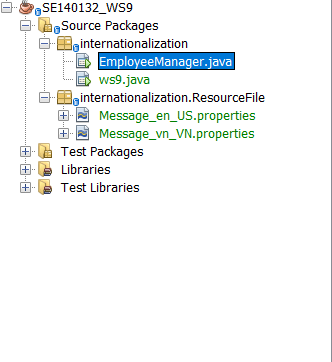 SE140132_WS9
Source Packages
internationalization
EmployeeManager.java
ws9.java
internationalization.ResourceFile
Message_en_US.properties
Message_vn_VN.properties
Test Packages
Libraries
Test Libraries